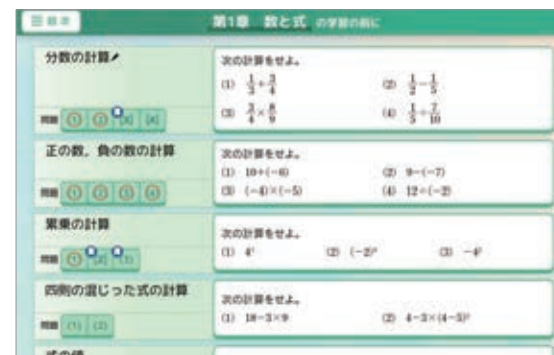 目次
第1章 数と式 の学習の前に
分数の計算
次の計算をせよ。
(1) 1/3+3/4 (2) 1/2−1/5
(3) 3/4×8/9 (4) 1/5÷7/10
問題 ① ② (3) (4)
正の数,負の数の計算
次の計算をせよ。
(1) 10+(−6) (2) 9−(−7)
(3) (−4)×(−5) (4) 12÷(−2)
問題 ① ② ③ ④
累乗の計算
次の計算をせよ。
問題 ① (2) (3)
四則の混じった式の計算
次の計算をせよ。
(1) 18−3×9
問題 (1) (2)
式の値